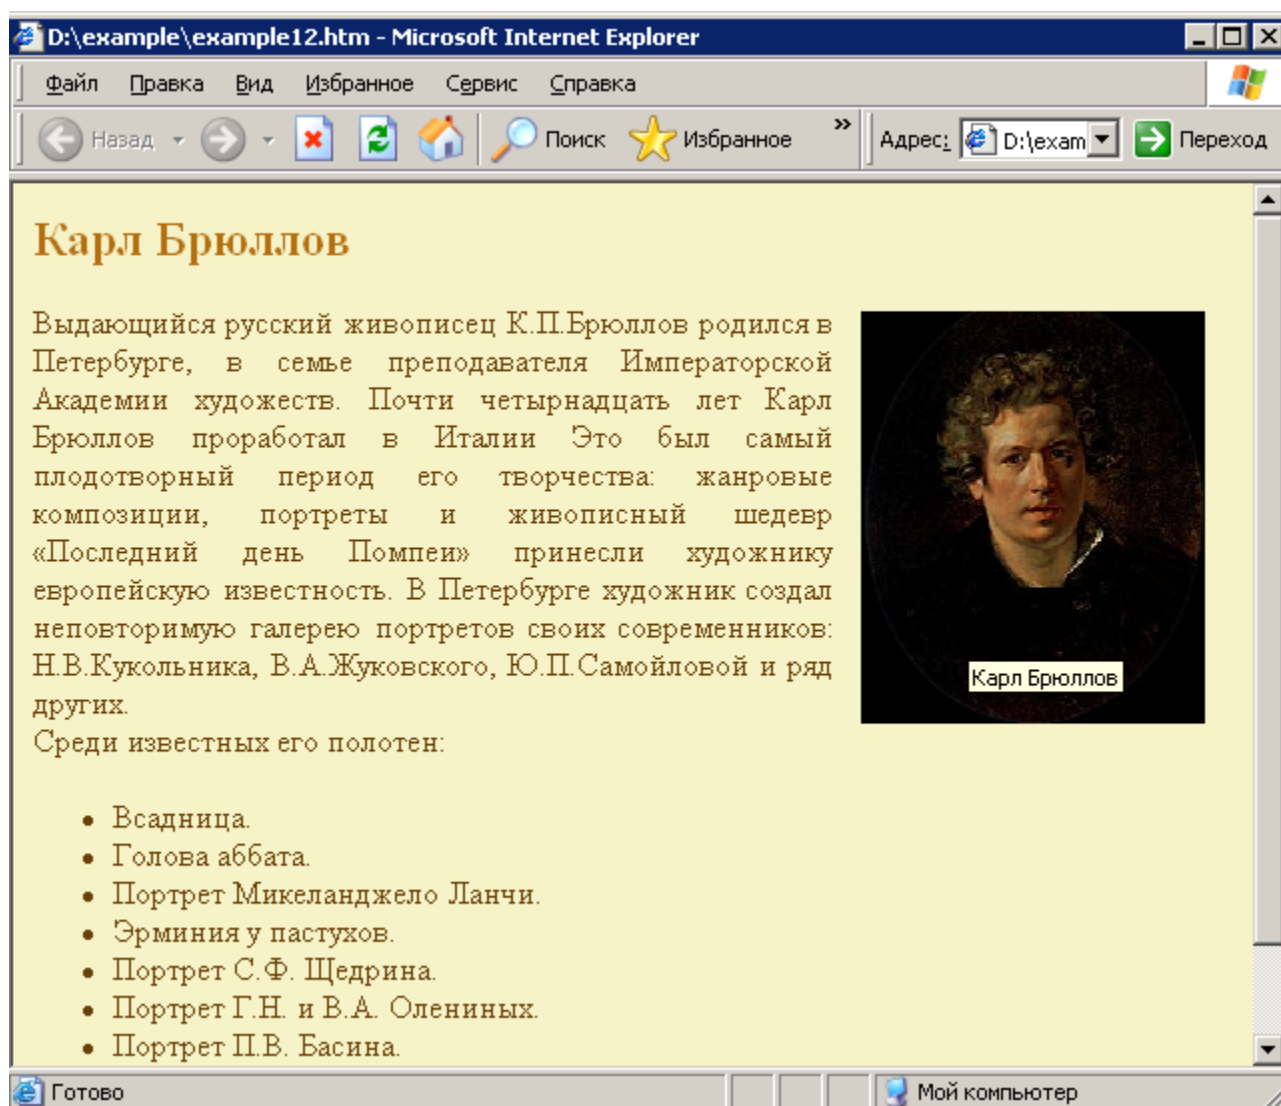 D:\example\example12.htm - Microsoft Internet Explorer
Файл Правка Вид Избранное Сервис Справка
Назад Поиск Избранное » Адрес: D:\exam Переход
Карл Брюллов
Выдающийся русский живописец К.П.Брюллов родился в
Петербурге, в семье преподавателя Императорской
Академии художеств. Почти четырнадцать лет Карл
Брюллов проработал в Италии Это был самый
плодотворный период его творчества: жанровые
композиции, портреты и живописный шедевр
«Последний день Помпеи» принесли художнику
европейскую известность. В Петербурге художник создал
неповторимую галерею портретов своих современников:
Н.В.Кукольника, В.А.Жуковского, Ю.П.Самойловой и ряд
других.
Карл Брюллов
Среди известных его полотен:
• Всадница.
• Голова аббата.
• Портрет Микеланджело Ланчи.
• Эрминия у пастухов.
• Портрет С.Ф. Щедрина.
• Портрет Г.Н. и В.А. Олениных.
• Портрет П.В. Басина.
Готово Мой компьютер